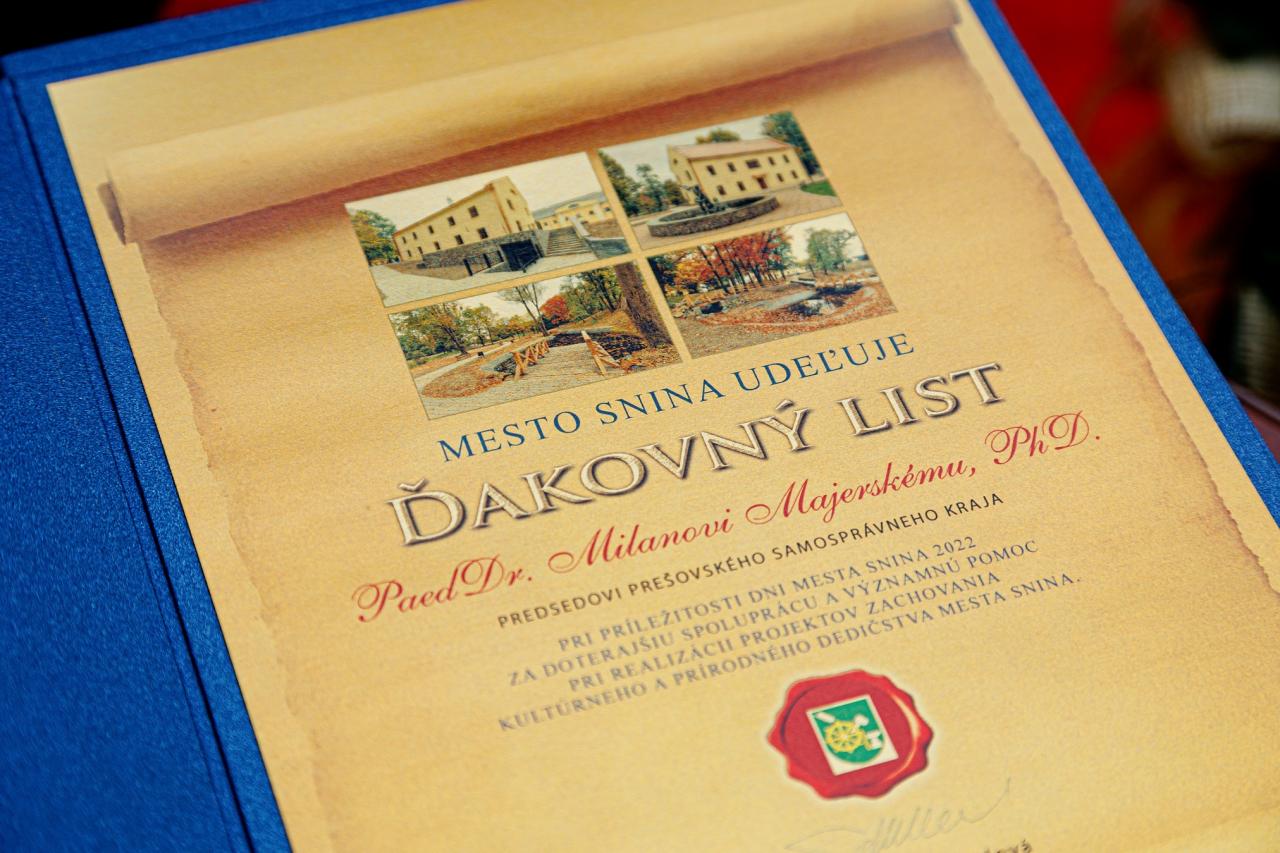 MESTO SNINA UDEĽUJE
ĎAKOVNÝ LIST
PaedDr. Milanovi Majerskému, PhD.
PREDSEDOVI PREŠOVSKÉHO SAMOSPRÁVNEHO KRAJA
PRI PRÍLEŽITOSTI DNI MESTA SNINA 2022
ZA DOTERAJŠIU SPOLUPRÁCU A VÝZNAMNÚ POMOC
PRI REALIZÁCII PROJEKTOV ZACHOVANIA
KULTÚRNEHO A PRÍRODNÉHO DEDIČSTVA MESTA SNINA.